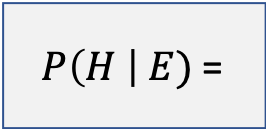 P(H | E) =